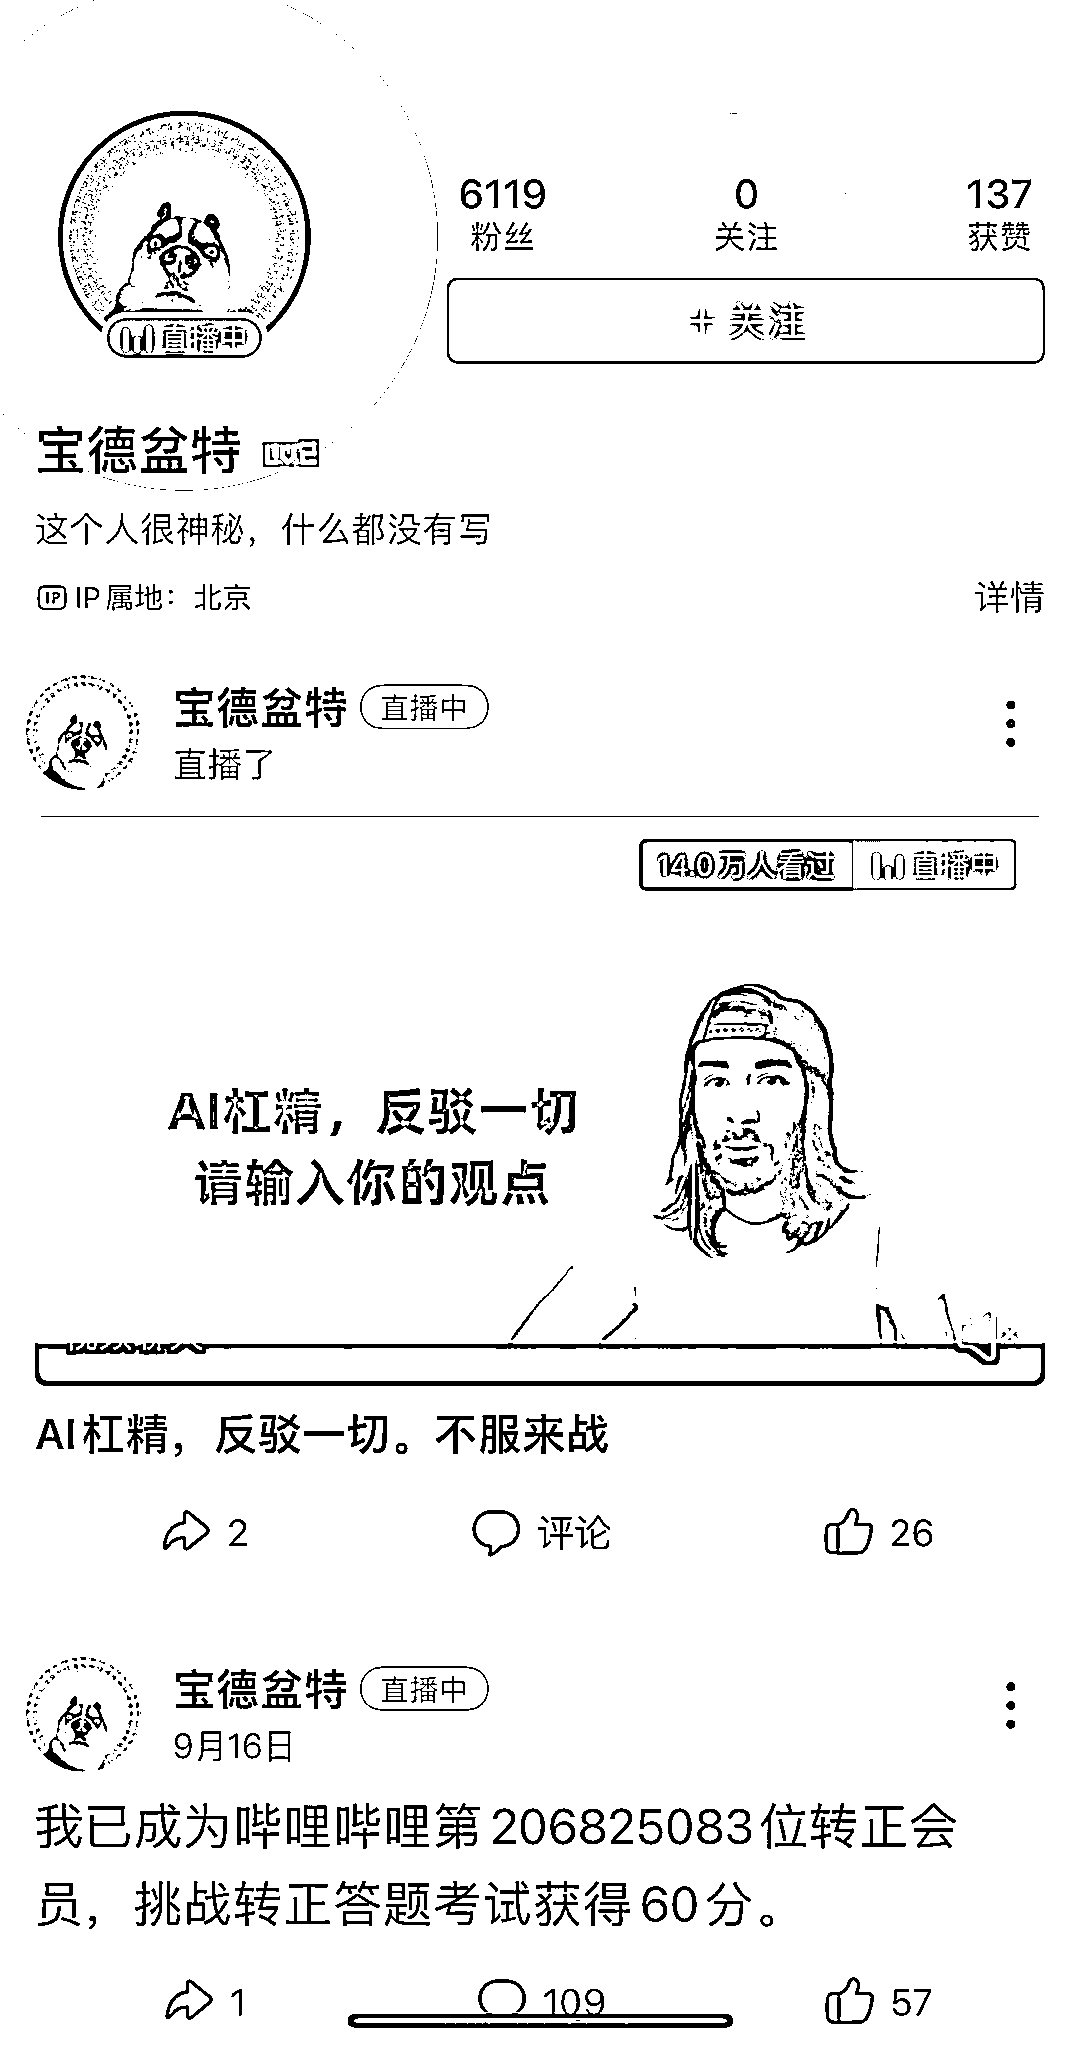 6119
粉丝
0
关注
137
获赞
直播中
关注
宝德盆特 LV2
这个人很神秘，什么都没有写
IP IP属地：北京
详情
宝德盆特 直播中
直播了
14.0万人看过 直播中
AI杠精，反驳一切
请输入你的观点
AI杠精，反驳一切。不服来战
2
评论
26
宝德盆特 直播中
9月16日
我已成为哔哩哔哩第206825083位转正会
员，挑战转正答题考试获得60分。
1
109
57